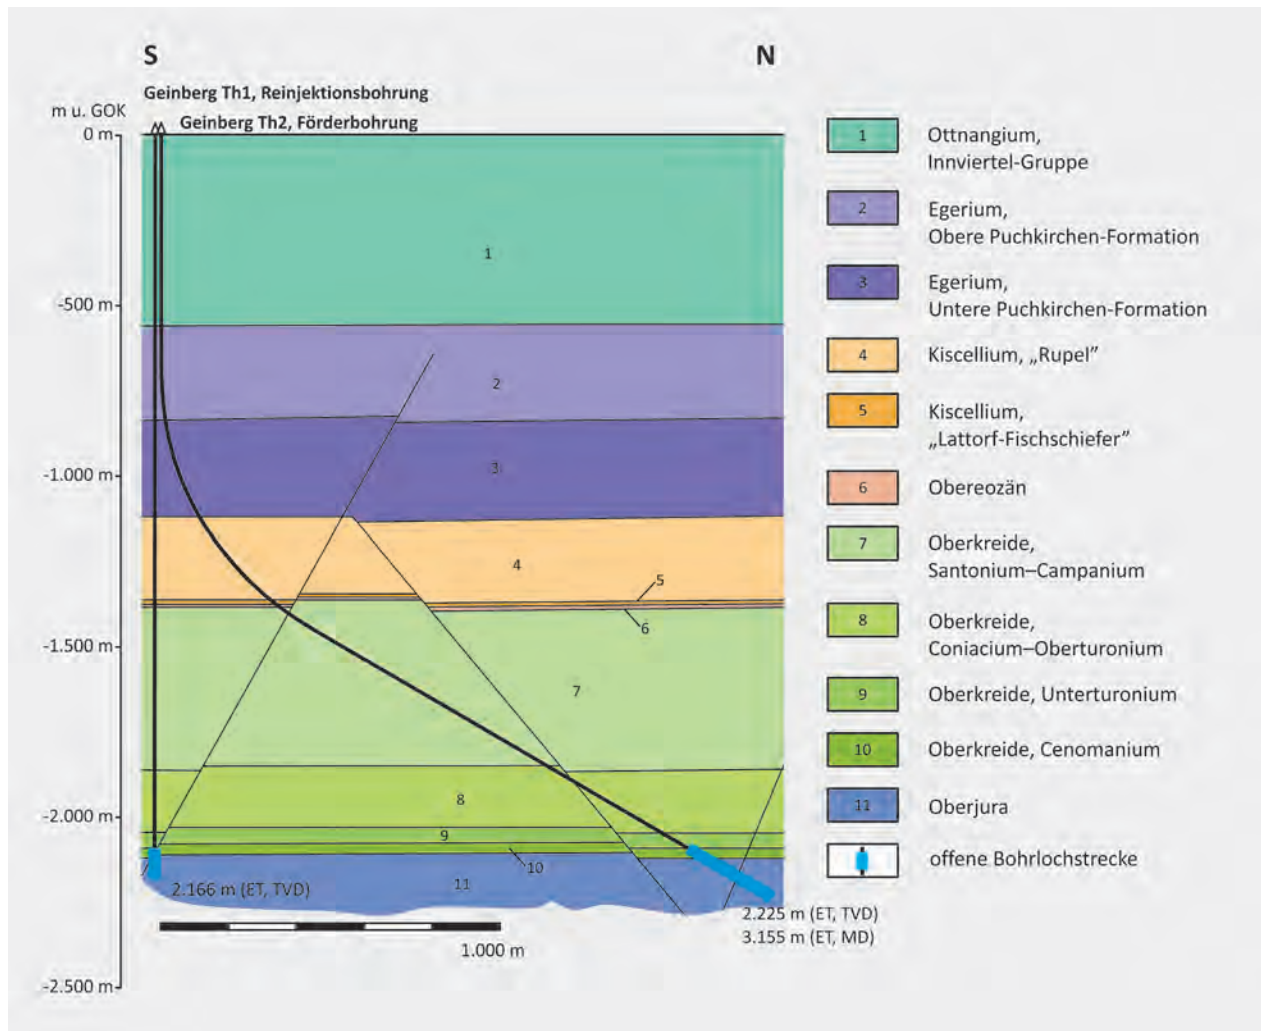 S
N
Geinberg Th1, Reinjektionsbohrung
m u. GOK
Geinberg Th2, Förderbohrung
0 m
-500 m
-1.000 m
-1.500 m
-2.000 m
-2.500 m
1
2
3
4
5
6
7
8
9
10
11
2.166 m (ET, TVD)
2.225 m (ET, TVD)
3.155 m (ET, MD)
1.000 m
1
Ottnangium,
Innviertel-Gruppe
2
Egerium,
Obere Puchkirchen-Formation
3
Egerium,
Untere Puchkirchen-Formation
4
Kiscellium, „Rupel”
5
Kiscellium,
„Lattorf-Fischschiefer”
6
Obereozän
7
Oberkreide,
Santonium–Campanium
8
Oberkreide,
Coniacium–Oberturonium
9
Oberkreide, Unterturonium
10
Oberkreide, Cenomanium
11
Oberjura
offene Bohrlochstrecke